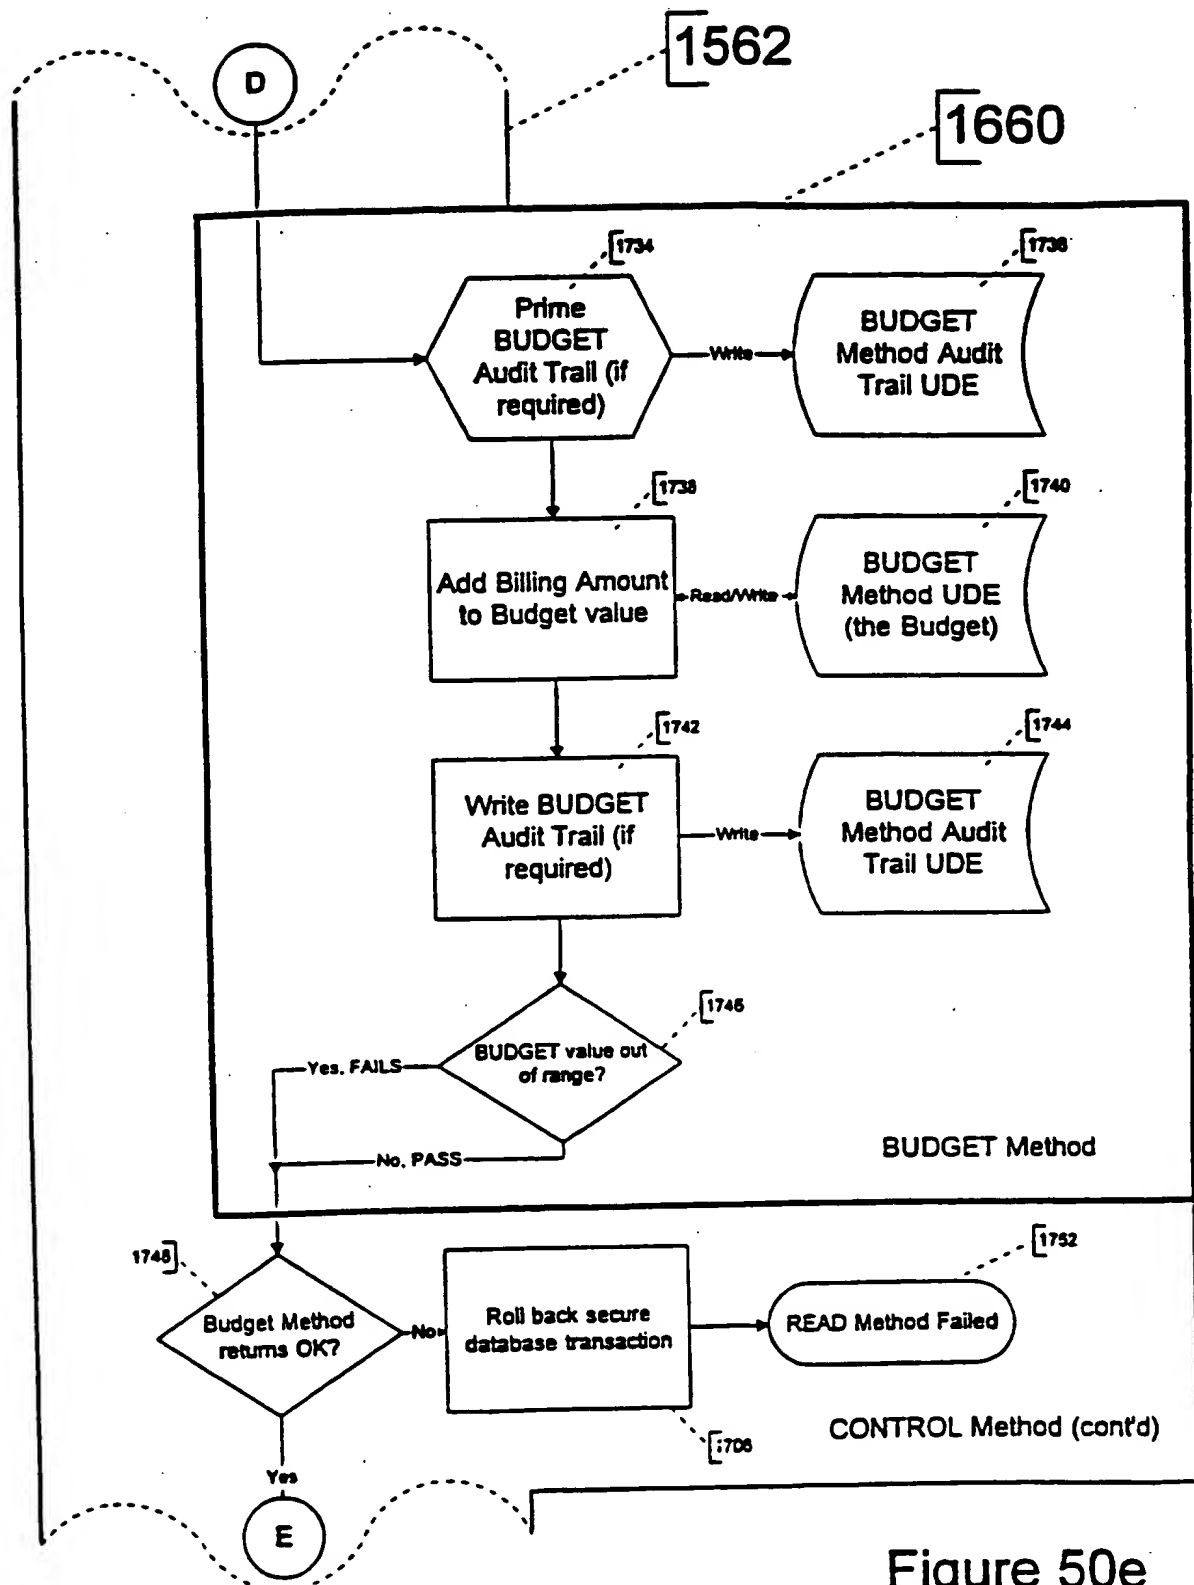 1562
D
1660
1734
1736
Prime
BUDGET
Audit Trail (if
required)
Write
BUDGET
Method Audit
Trail UDE
1738
1740
Add Billing Amount
to Budget value
Read/Write
BUDGET
Method UDE
(the Budget)
1742
1744
Write BUDGET
Audit Trail (if
required)
Write
BUDGET
Method Audit
Trail UDE
1746
BUDGET value out
of range?
Yes, FAILS
No, PASS
BUDGET Method
1748
1752
Budget Method
returns OK?
No
Roll back secure
database transaction
READ Method Failed
CONTROL Method (cont'd)
Yes
E
Figure 50e